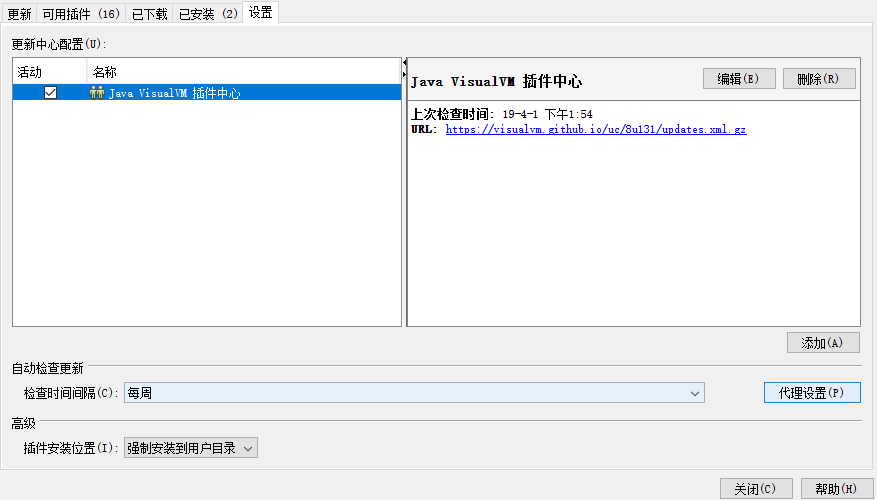 更新 可用插件 (16) 已下载 已安装 (2) 设置
更新中心配置(U):
活动 名称
Java VisualVM 插件中心
Java VisualVM 插件中心 编辑(E) 删除(R)
上次检查时间: 19-4-1 下午1:54
URL: https://visualvm.github.io/uc/8u131/updates.xml.gz
添加(A)
自动检查更新
检查时间间隔(C): 每周 代理设置(P)
高级
插件安装位置(I): 强制安装到用户目录
关闭(C) 帮助(H)